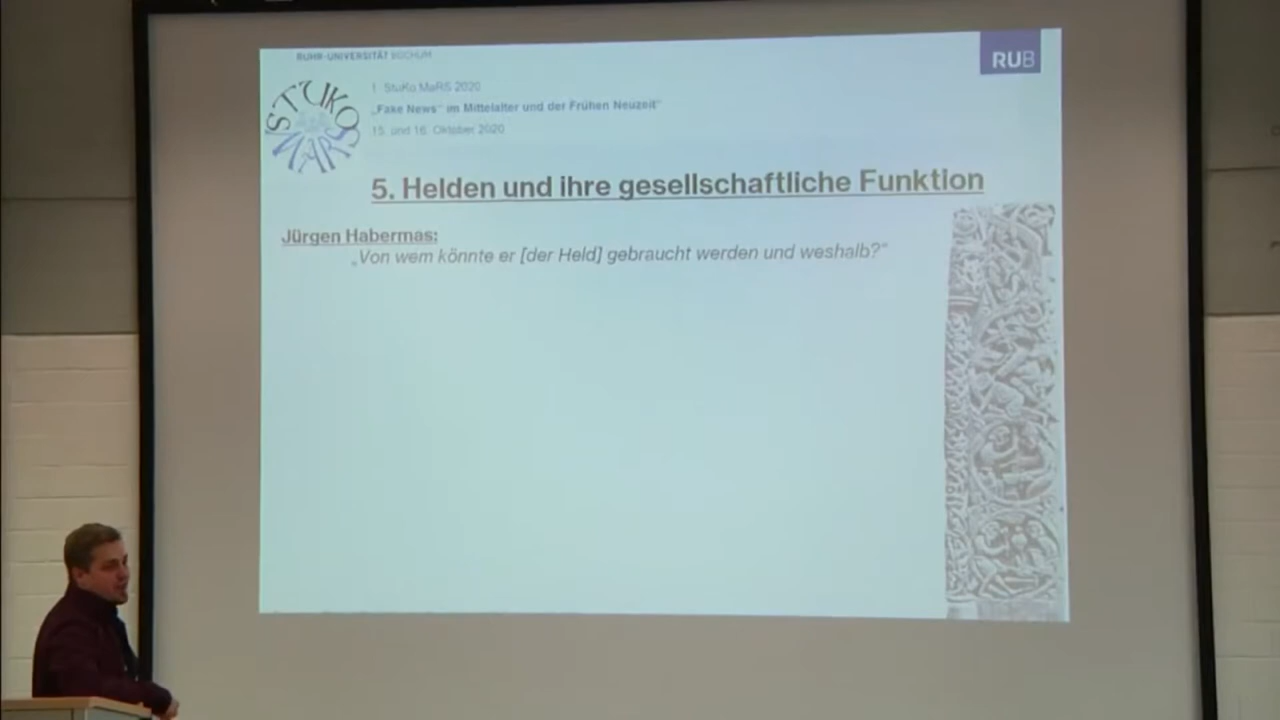 RUHR-UNIVERSITÄT BOCHUM
RUB
STUKO MARS
1. StuKo MaRS 2020
„Fake News“ im Mittelalter und der Frühen Neuzeit“
15. und 16. Oktober 2020
5. Helden und ihre gesellschaftliche Funktion
Jürgen Habermas:
„Von wem könnte er [der Held] gebraucht werden und weshalb?“